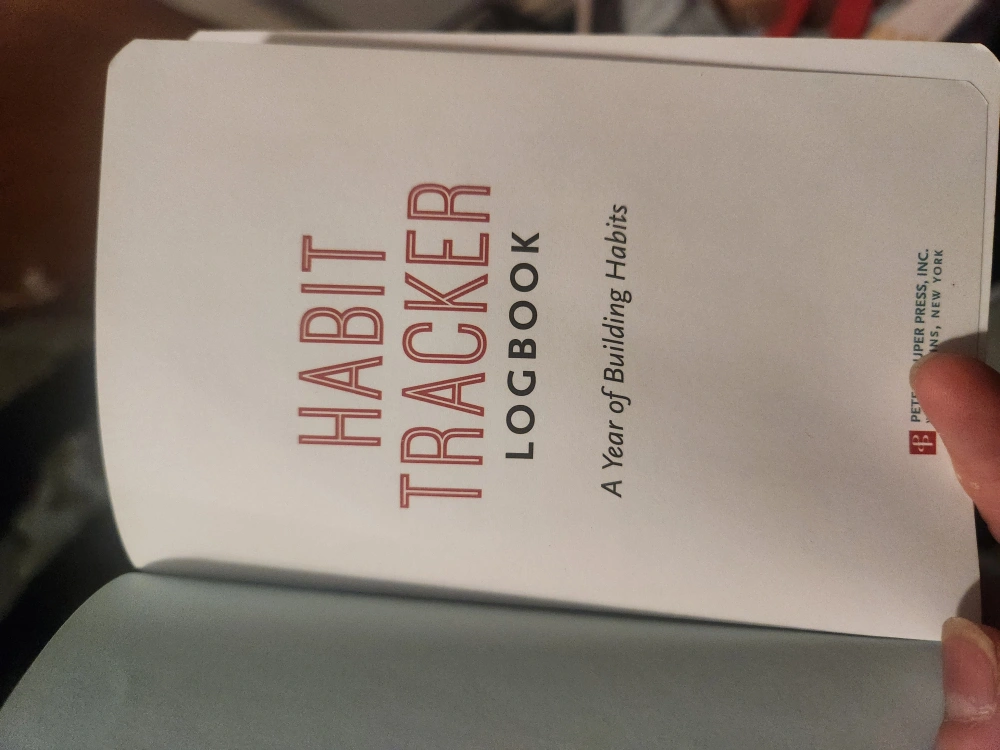 HABIT
TRACKER
LOGBOOK
A Year of Building Habits
PRESS, INC.
NEW YORK